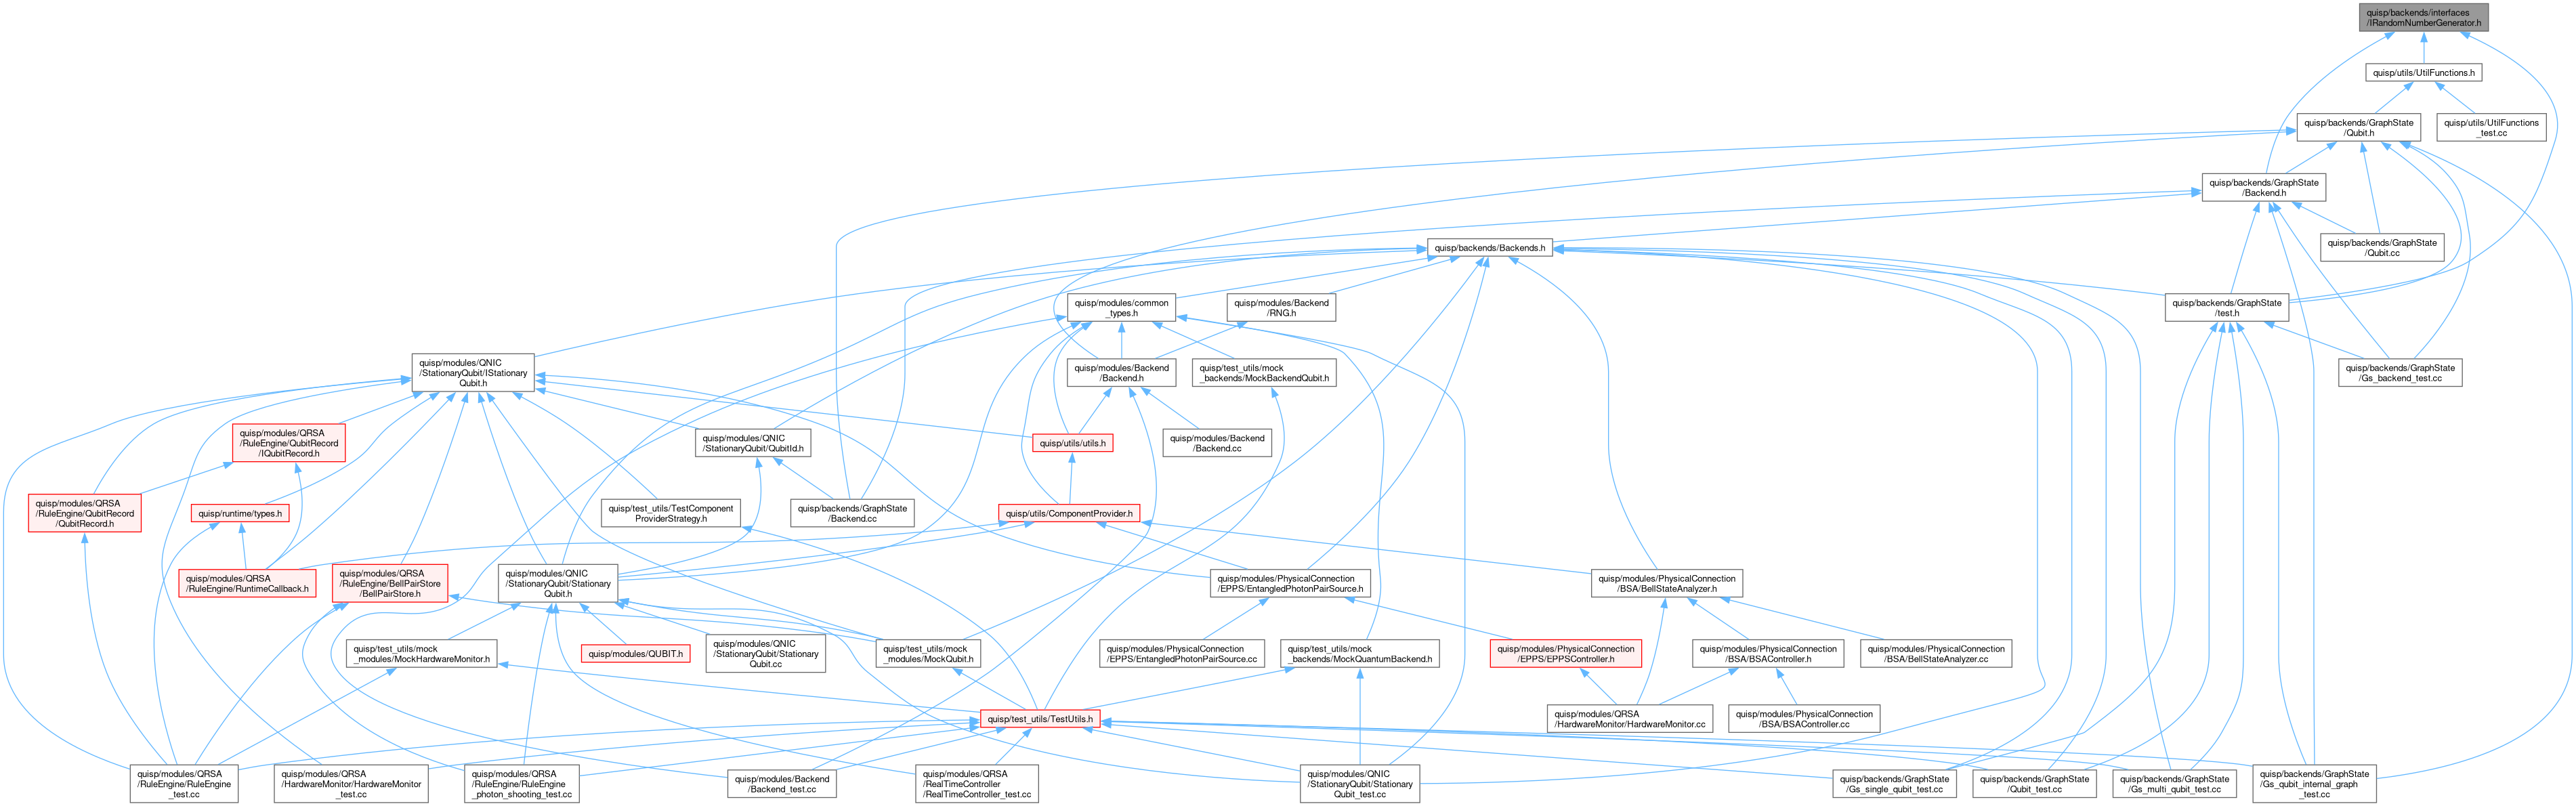 quisp/backends/interfaces
/IRandomNumberGenerator.h
quisp/utils/UtilFunctions.h
quisp/backends/GraphState
/Qubit.h
quisp/utils/UtilFunctions
_test.cc
quisp/backends/GraphState
/Backend.h
quisp/backends/Backends.h
quisp/backends/GraphState
/Qubit.cc
quisp/modules/common
_types.h
quisp/modules/Backend
/RNG.h
quisp/backends/GraphState
/test.h
quisp/modules/QNIC
/StationaryQubit/IStationary
Qubit.h
quisp/modules/Backend
/Backend.h
quisp/test_utils/mock
_backends/MockBackendQubit.h
quisp/backends/GraphState
/Gs_backend_test.cc
quisp/modules/QRSA
/RuleEngine/QubitRecord
/IQubitRecord.h
quisp/modules/QNIC
/StationaryQubit/QubitId.h
quisp/utils/utils.h
quisp/modules/Backend
/Backend.cc
quisp/modules/QRSA
/RuleEngine/QubitRecord
/QubitRecord.h
quisp/runtime/types.h
quisp/test_utils/TestComponent
ProviderStrategy.h
quisp/backends/GraphState
/Backend.cc
quisp/utils/ComponentProvider.h
quisp/modules/QRSA
/RuleEngine/RuntimeCallback.h
quisp/modules/QRSA
/RuleEngine/BellPairStore
/BellPairStore.h
quisp/modules/QNIC
/StationaryQubit/Stationary
Qubit.h
quisp/modules/PhysicalConnection
/EPPS/EntangledPhotonPairSource.h
quisp/modules/PhysicalConnection
/BSA/BellStateAnalyzer.h
quisp/test_utils/mock
_modules/MockHardwareMonitor.h
quisp/modules/QUBIT.h
quisp/modules/QNIC
/StationaryQubit/Stationary
Qubit.cc
quisp/test_utils/mock
_modules/MockQubit.h
quisp/modules/PhysicalConnection
/EPPS/EntangledPhotonPairSource.cc
quisp/test_utils/mock
_backends/MockQuantumBackend.h
quisp/modules/PhysicalConnection
/EPPS/EPPSController.h
quisp/modules/PhysicalConnection
/BSA/BSAController.h
quisp/modules/PhysicalConnection
/BSA/BellStateAnalyzer.cc
quisp/test_utils/TestUtils.h
quisp/modules/QRSA
/HardwareMonitor/HardwareMonitor.cc
quisp/modules/PhysicalConnection
/BSA/BSAController.cc
quisp/modules/QRSA
/RuleEngine/RuleEngine
_test.cc
quisp/modules/QRSA
/HardwareMonitor/HardwareMonitor
_test.cc
quisp/modules/QRSA
/RuleEngine/RuleEngine
_photon_shooting_test.cc
quisp/modules/Backend
/Backend_test.cc
quisp/modules/QRSA
/RealTimeController
/RealTimeController_test.cc
quisp/modules/QNIC
/StationaryQubit/Stationary
Qubit_test.cc
quisp/backends/GraphState
/Gs_single_qubit_test.cc
quisp/backends/GraphState
/Qubit_test.cc
quisp/backends/GraphState
/Gs_multi_qubit_test.cc
quisp/backends/GraphState
/Gs_qubit_internal_graph
_test.cc